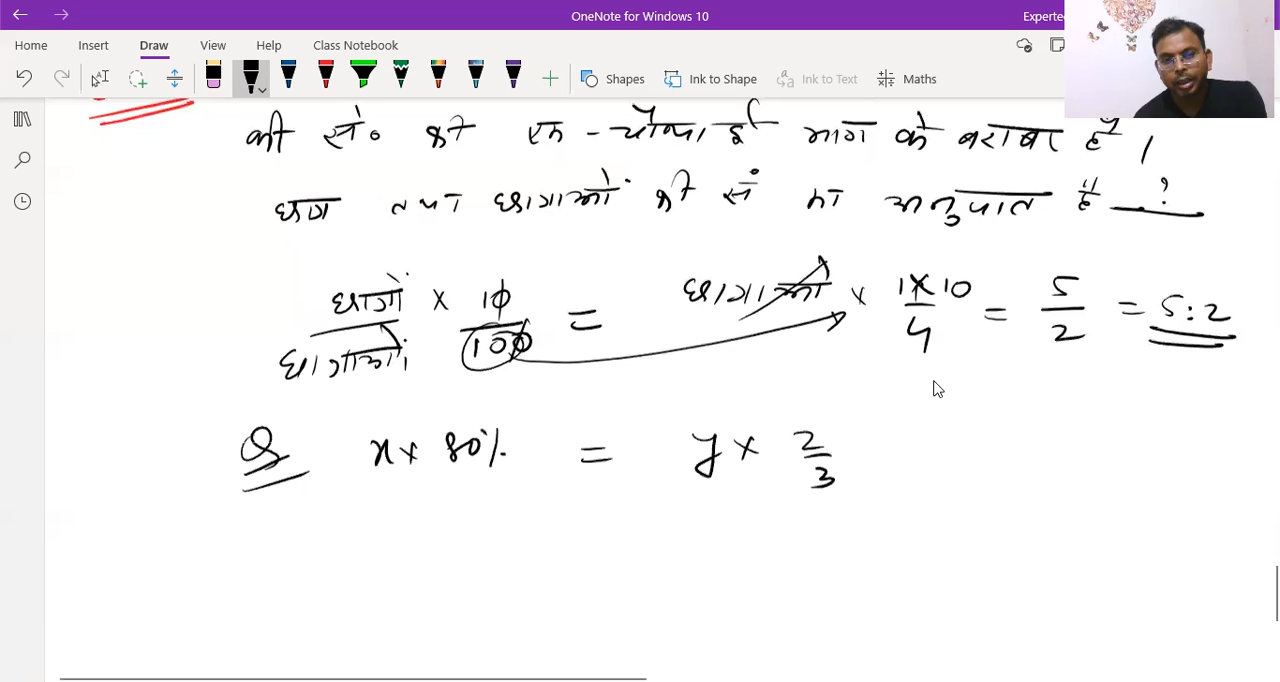 OneNote for Windows 10
Experte
Home Insert Draw View Help Class Notebook
Shapes Ink to Shape Ink to Text Maths
की सं० की एक-चौथाई भाग के बराबर है।
छात्र तथा छात्राओं की सं० का अनुपात है __?
छात्रों × 10 = छात्राओं × 1×10 = 5 = 5:2
छात्राओं 100 4 2
Q x × 80% = y × 2/3